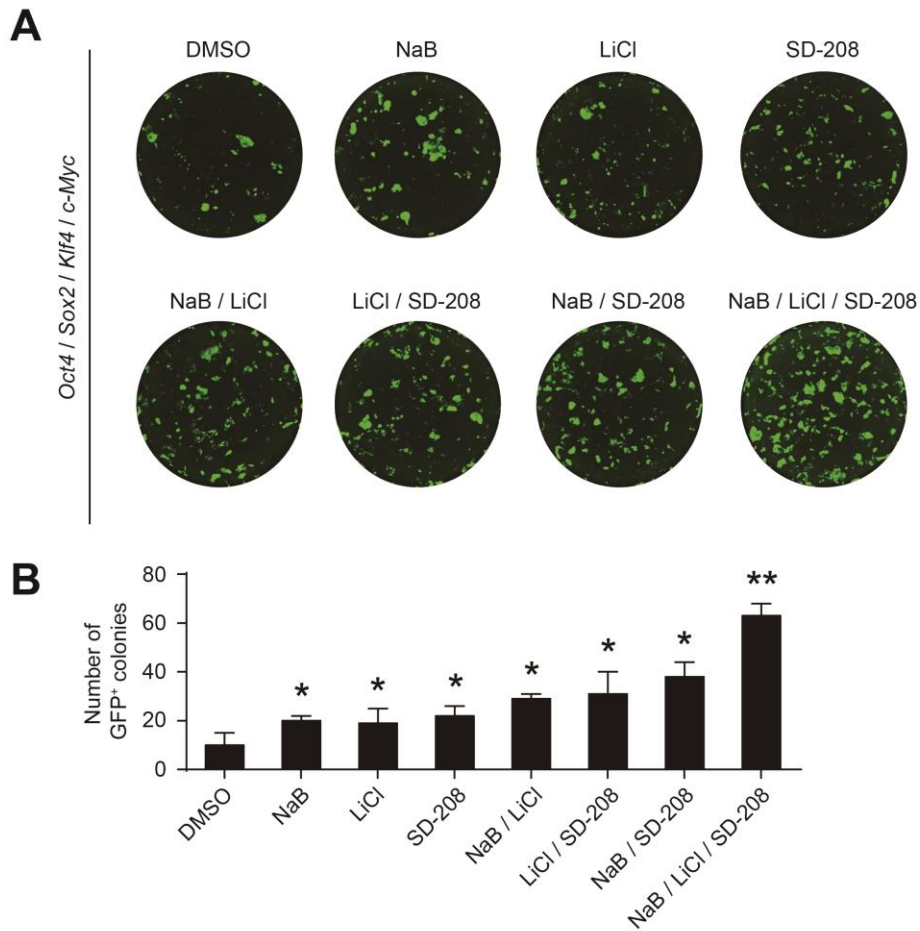 A
DMSO
NaB
LiCl
SD-208
Oct4 / Sox2 / Klf4 / c-Myc
NaB / LiCl
LiCl / SD-208
NaB / SD-208
NaB / LiCl / SD-208
B
Number of
GFP+ colonies
80
60
40
20
0
*
*
*
*
*
*
**
DMSO
NaB
LiCl
SD-208
NaB / LiCl
LiCl / SD-208
NaB / SD-208
NaB / LiCl / SD-208